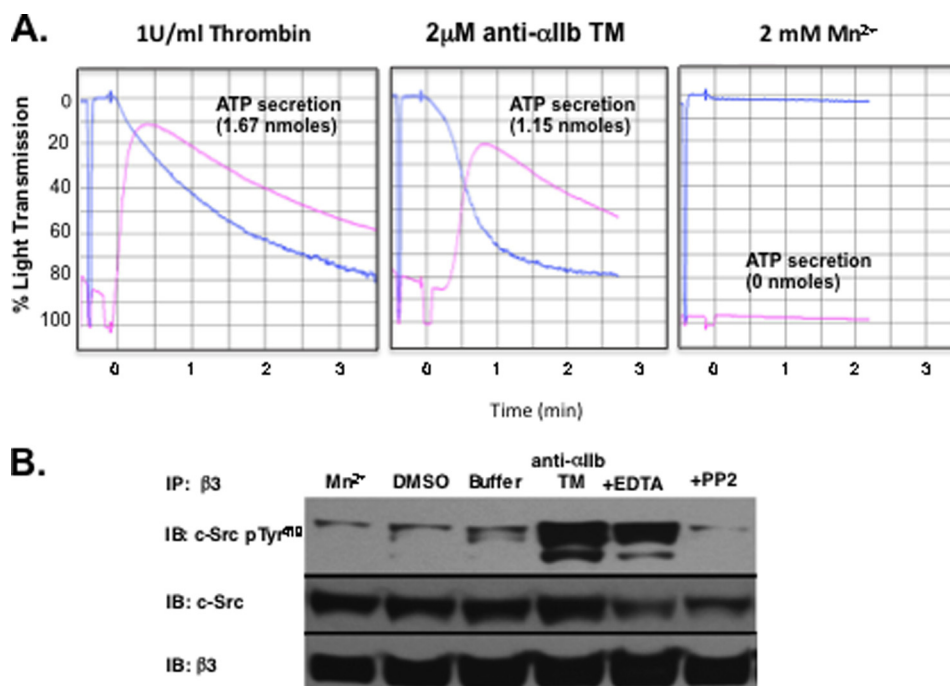 A.
1U/ml Thrombin
2μM anti-αIIb TM
2 mM Mn²⁺
% Light Transmission
0
20
40
60
80
100
ATP secretion
(1.67 nmoles)
ATP secretion
(1.15 nmoles)
ATP secretion
(0 nmoles)
0 1 2 3
0 1 2 3
0 1 2 3
Time (min)
B.
IP: β3
Mn²⁺ DMSO Buffer anti-αIIb
TM +EDTA +PP2
IB: c-Src pTyr⁴¹⁹
IB: c-Src
IB: β3